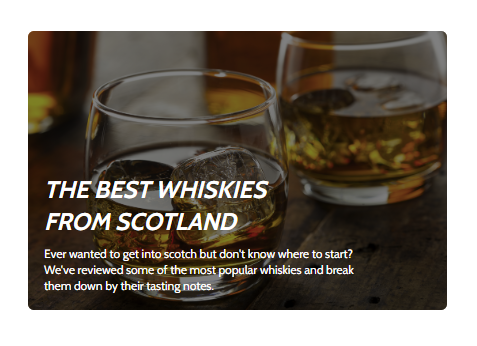 THE BEST WHISKIES
FROM SCOTLAND
Ever wanted to get into scotch but don't know where to start?
We've reviewed some of the most popular whiskies and break
them down by their tasting notes.